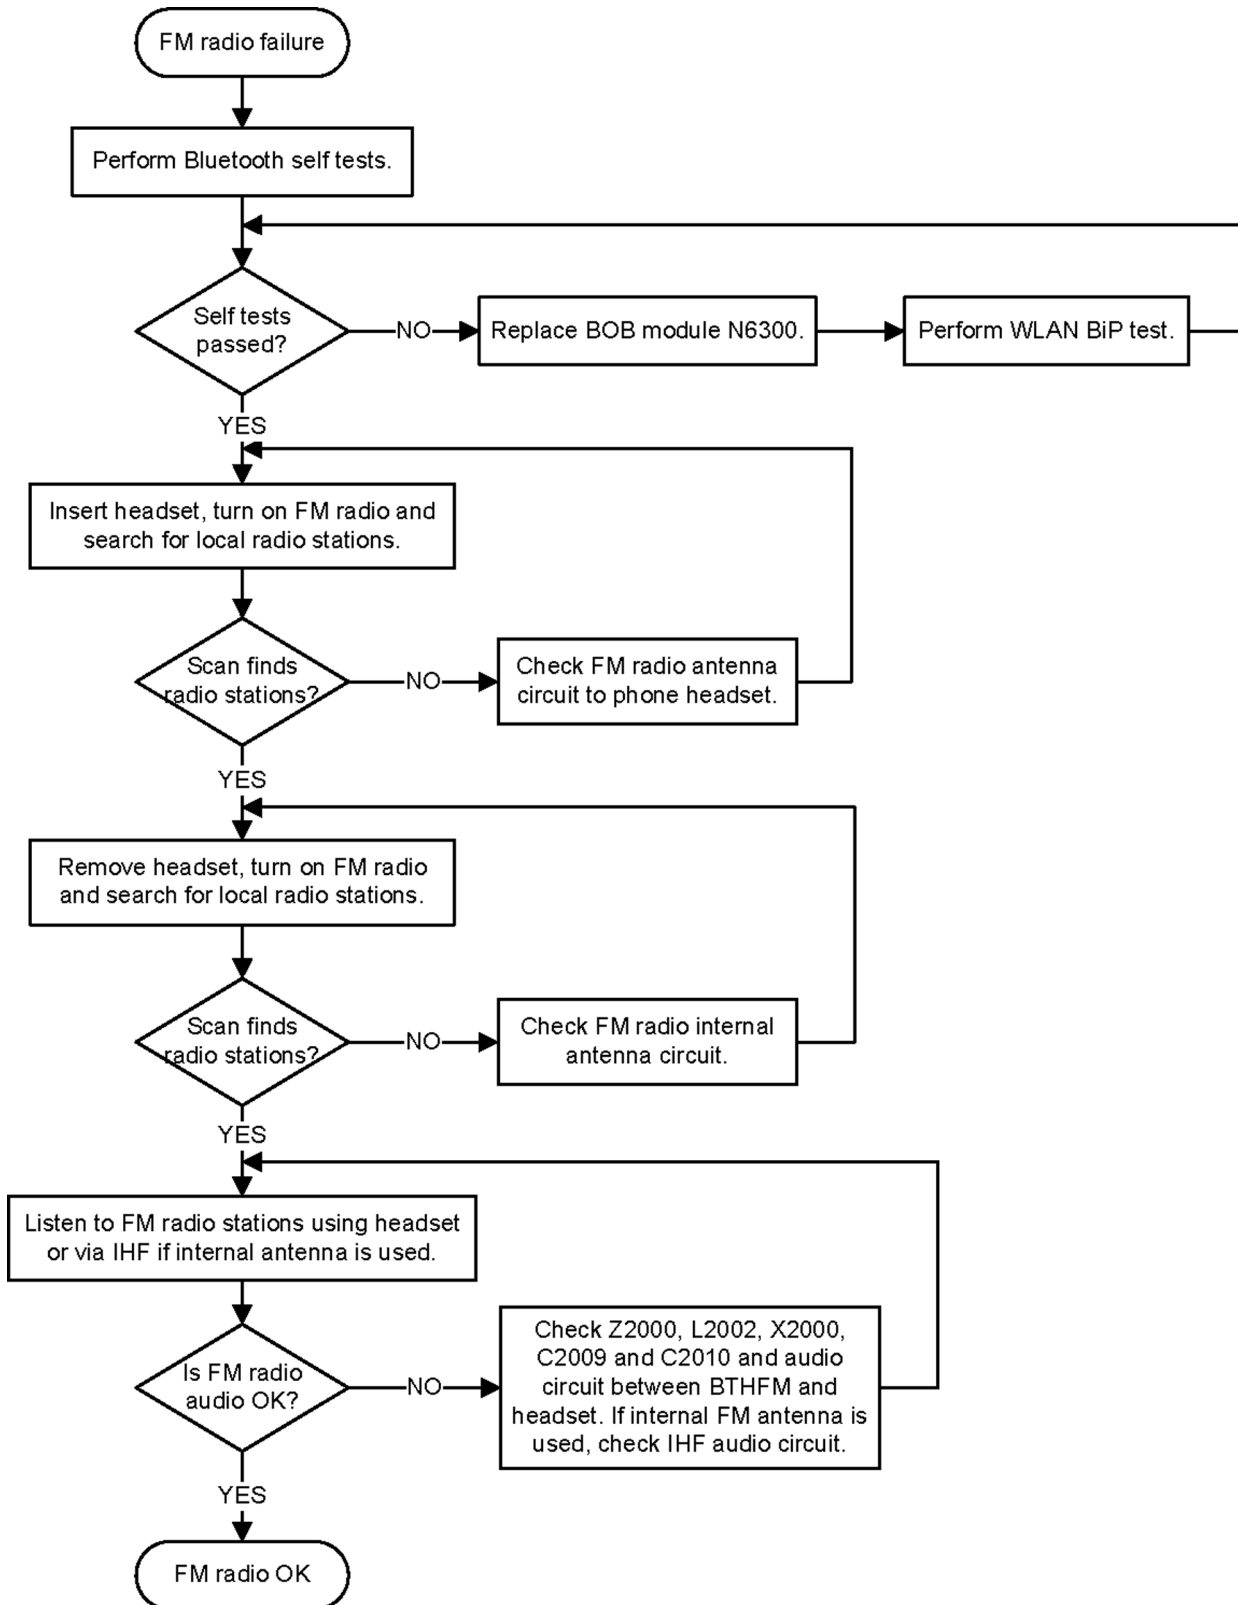 FM radio failure
Perform Bluetooth self tests.
Self tests
passed?
NO
Replace BOB module N6300.
Perform WLAN BiP test.
YES
Insert headset, turn on FM radio and
search for local radio stations.
Scan finds
radio stations?
NO
Check FM radio antenna
circuit to phone headset.
YES
Remove headset, turn on FM radio
and search for local radio stations.
Scan finds
radio stations?
NO
Check FM radio internal
antenna circuit.
YES
Listen to FM radio stations using headset
or via IHF if internal antenna is used.
Is FM radio
audio OK?
NO
Check Z2000, L2002, X2000,
C2009 and C2010 and audio
circuit between BTHFM and
headset. If internal FM antenna is
used, check IHF audio circuit.
YES
FM radio OK